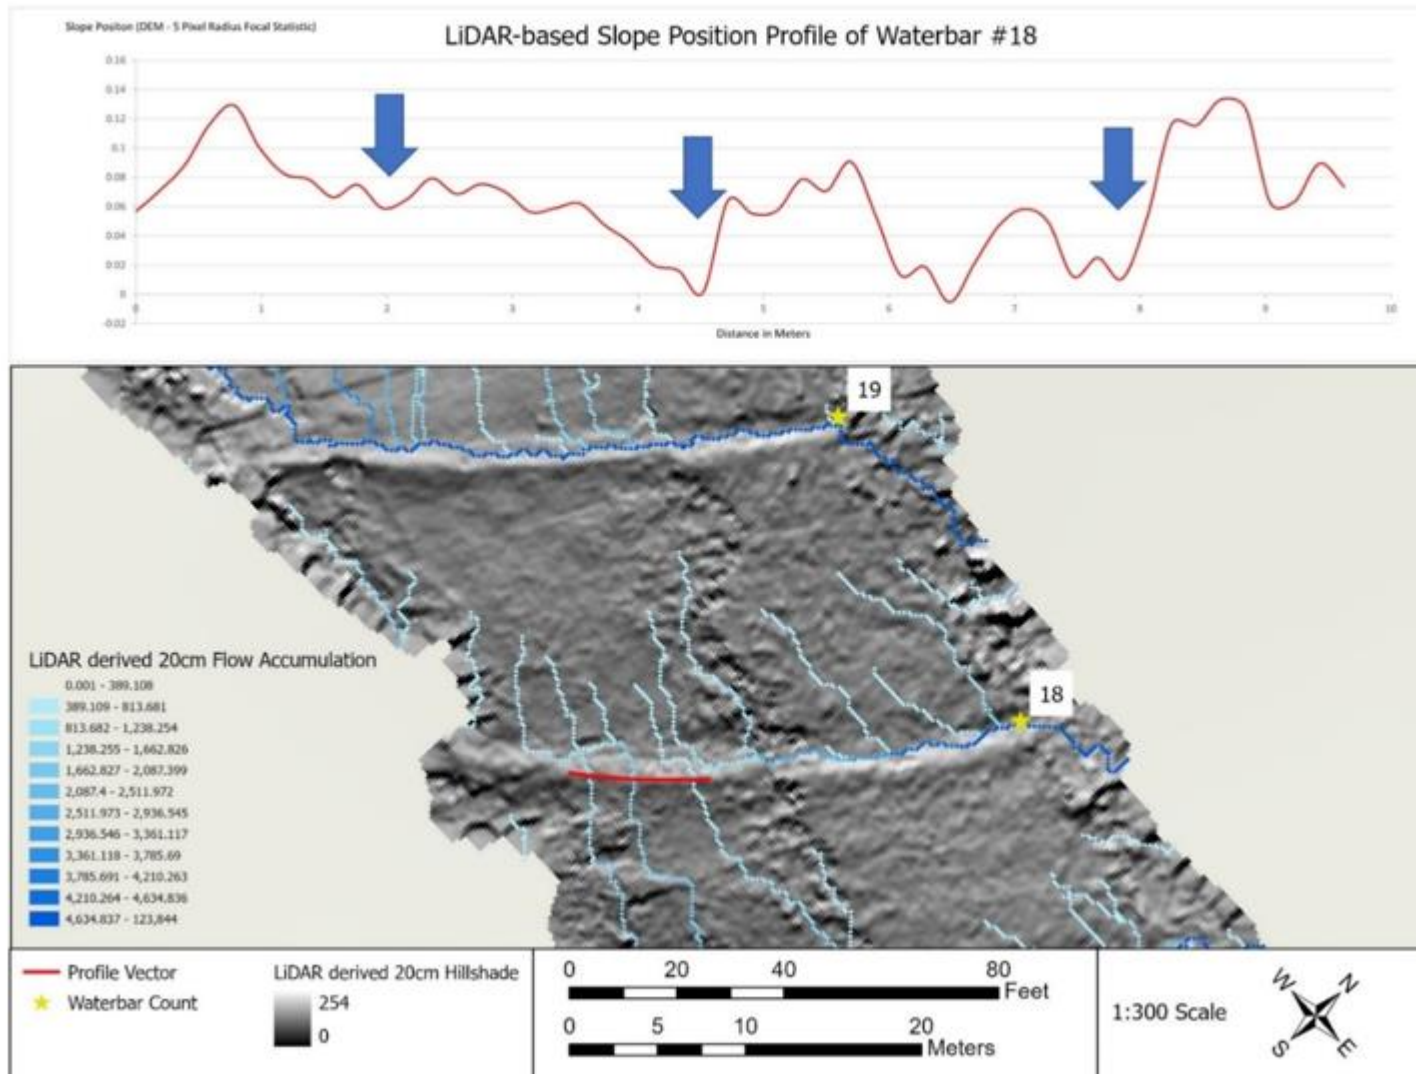 Slope Position (DEM - 5 Pixel Radius Focal Statistic)
LiDAR-based Slope Position Profile of Waterbar #18
0.16
0.14
0.12
0.1
0.08
0.06
0.04
0.02
0
-0.02
0 1 2 3 4 5 6 7 8 9 10
Distance in Meters
19
18
LiDAR derived 20cm Flow Accumulation
0.001 - 389.108
389.109 - 813.681
813.682 - 1,238.254
1,238.255 - 1,662.826
1,662.827 - 2,087.399
2,087.4 - 2,511.972
2,511.973 - 2,936.545
2,936.546 - 3,361.117
3,361.118 - 3,785.69
3,785.691 - 4,210.263
4,210.264 - 4,634.836
4,634.837 - 123,844
Profile Vector
Waterbar Count
LiDAR derived 20cm Hillshade
254
0
0 20 40 80
Feet
0 5 10 20
Meters
1:300 Scale
W N
S E